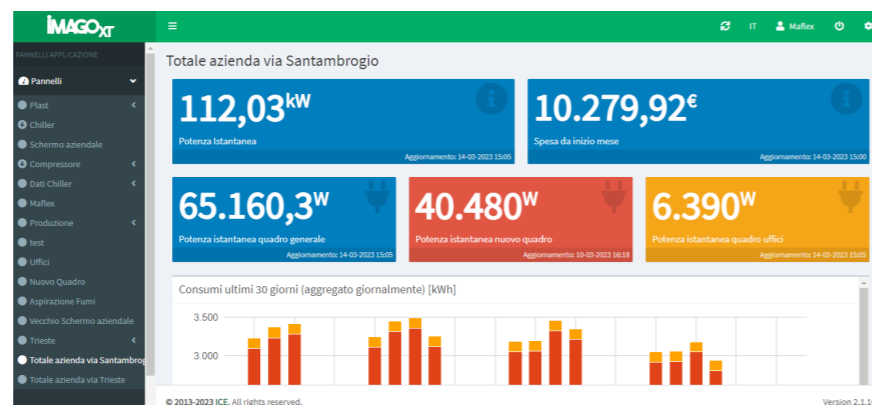 iMAGOXT
IT Maflex
PANNELLI APPLICAZIONE
Pannelli
Plast
Chiller
Schermo aziendale
Compressore
Dati Chiller
Maflex
Produzione
test
Uffici
Nuovo Quadro
Aspirazione Fumi
Vecchio Schermo aziendale
Trieste
Totale azienda via Santambrog
Totale azienda via Trieste
Totale azienda via Santambrogio
112,03kW
Potenza Istantanea
Aggiornamento: 14-03-2023 15:05
10.279,92€
Spesa da inizio mese
Aggiornamento: 14-03-2023 15:00
65.160,3W
Potenza istantanea quadro generale
Aggiornamento: 14-03-2023 15:05
40.480W
Potenza istantanea nuovo quadro
Aggiornamento: 10-03-2023 16:18
6.390W
Potenza istantanea quadro uffici
Aggiornamento: 14-03-2023 15:05
Consumi ultimi 30 giorni (aggregato giornalmente) [kWh]
3.500
3.000
© 2013-2023 ICE. All rights reserved.
Version 2.1.16